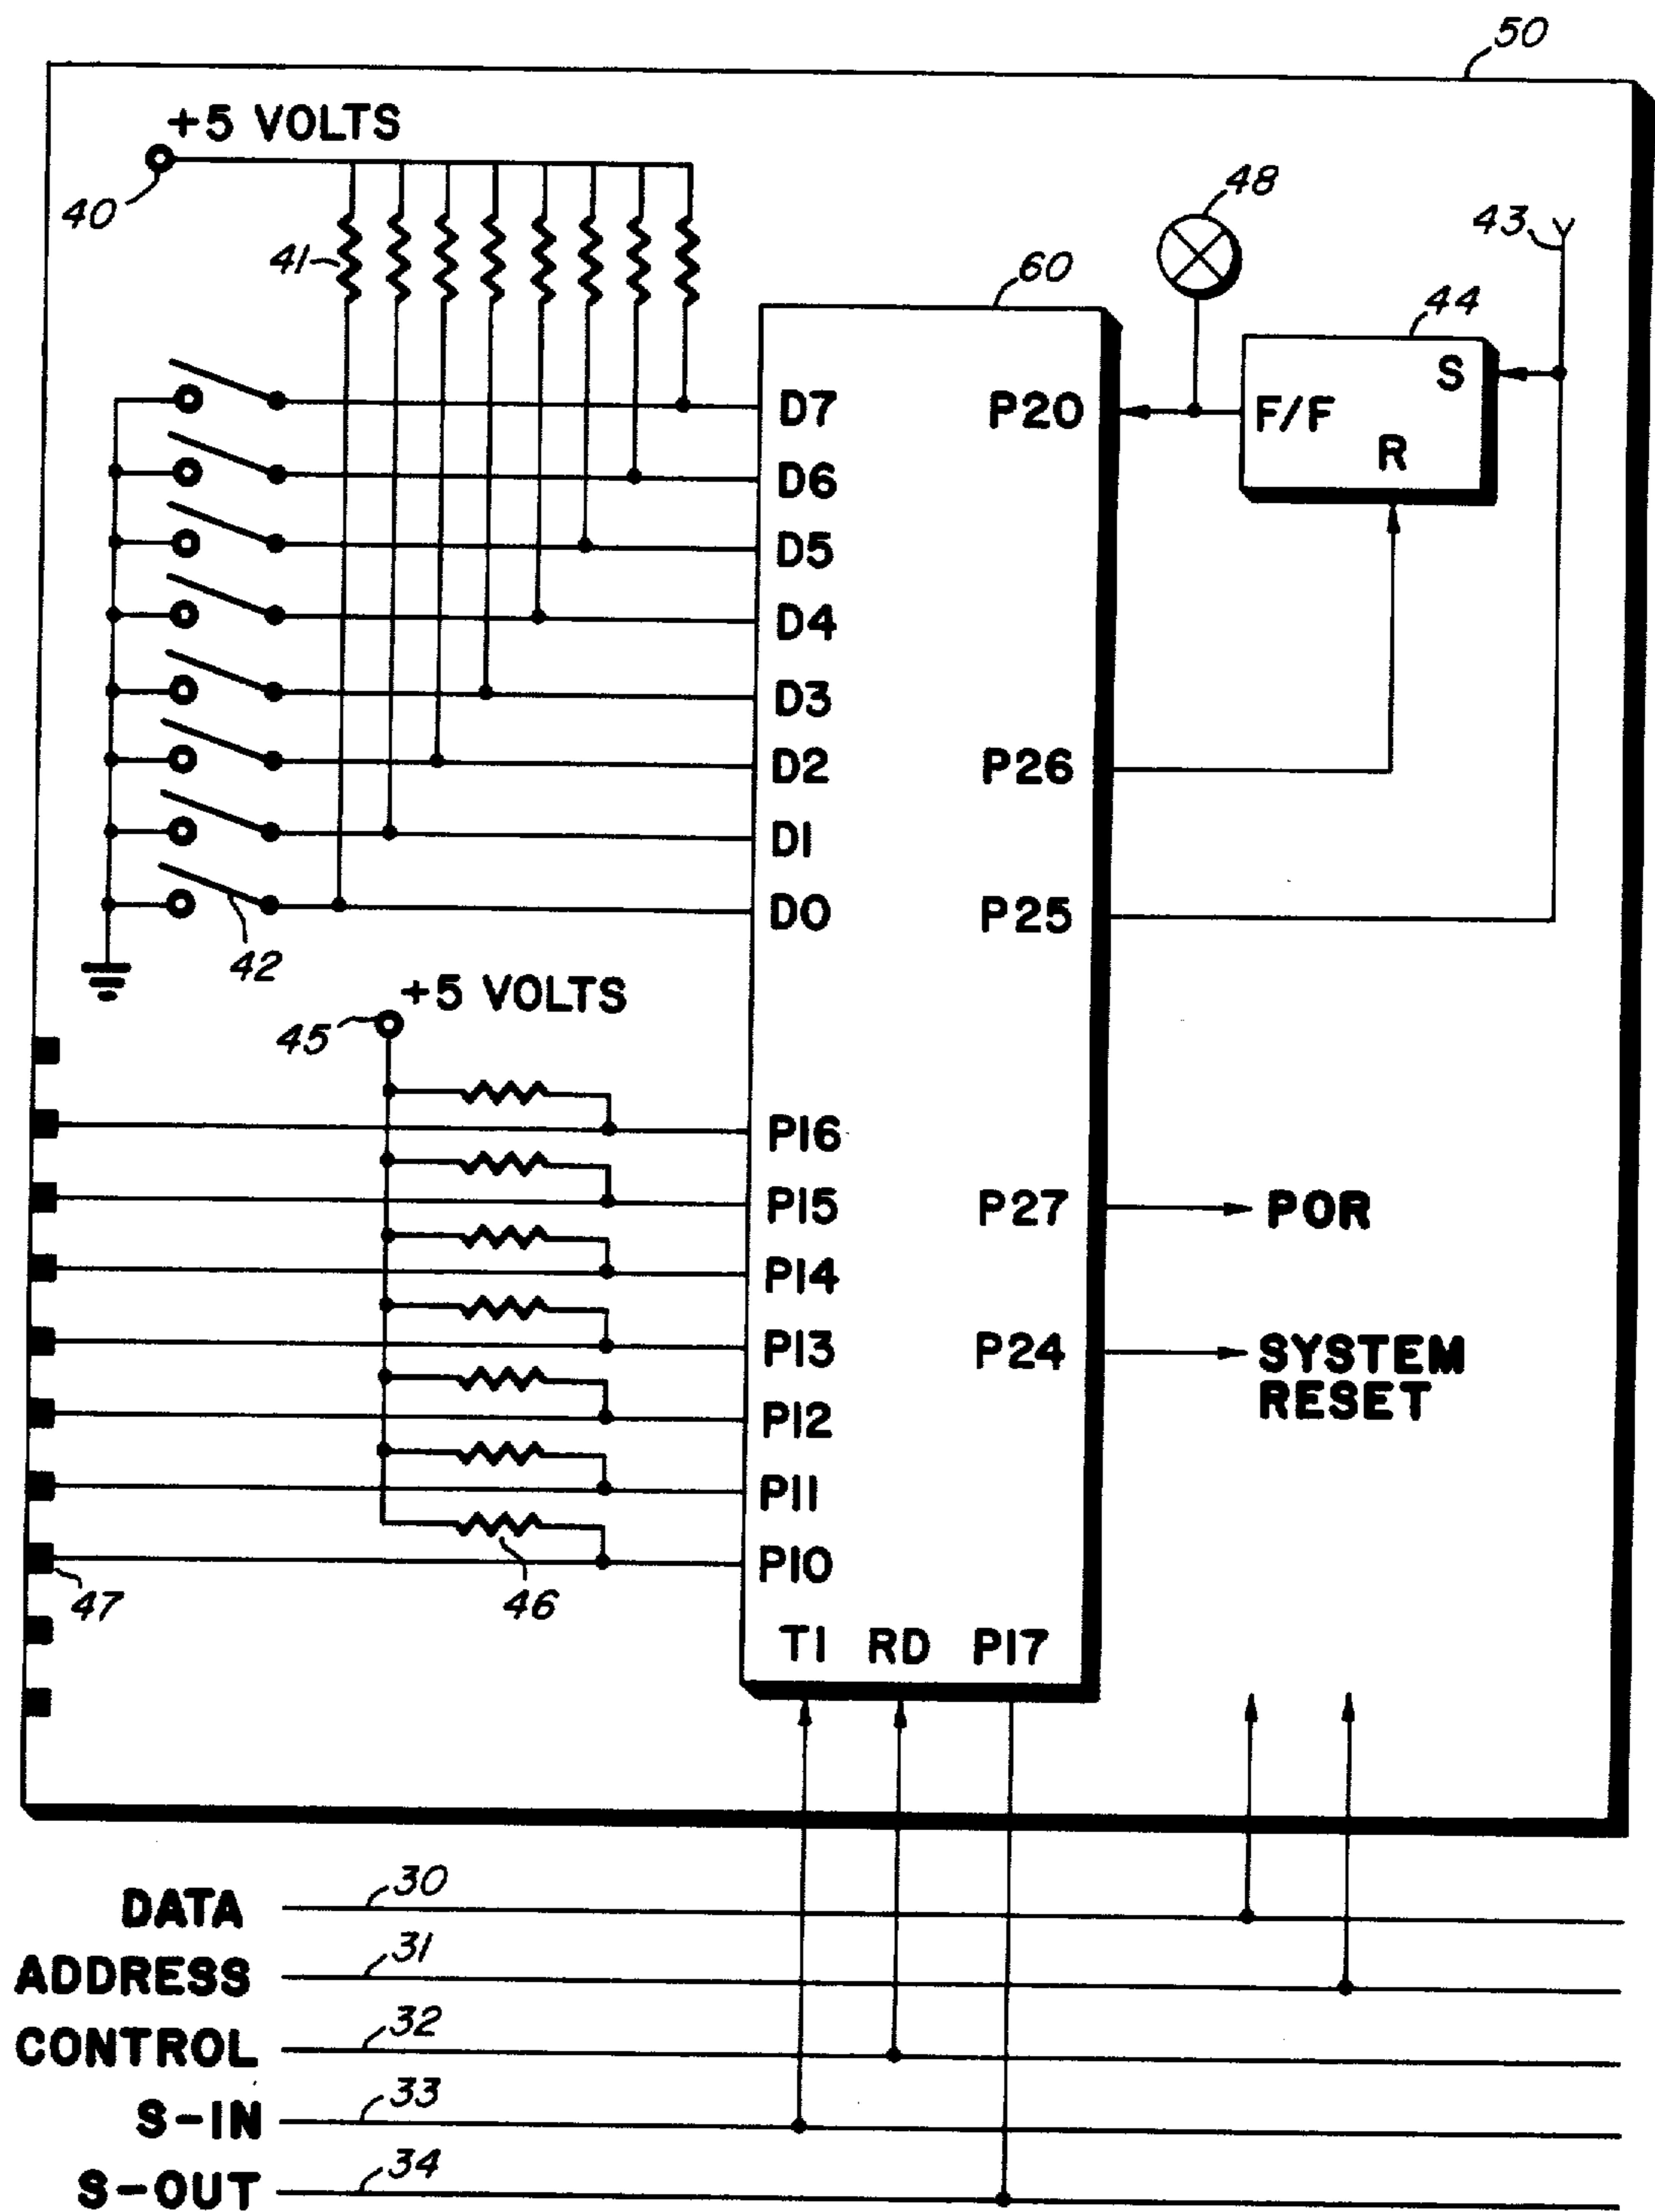 50
+5 VOLTS
40
41
48
43
60
44
D7
P20
F/F
S
R
D6
D5
D4
D3
D2
P26
D1
D0
P25
42
+5 VOLTS
45
P16
P15
P27
POR
P14
P13
P24
SYSTEM
RESET
P12
P11
P10
47
46
T1 RD P17
DATA
30
ADDRESS
31
CONTROL
32
S-IN
33
S-OUT
34